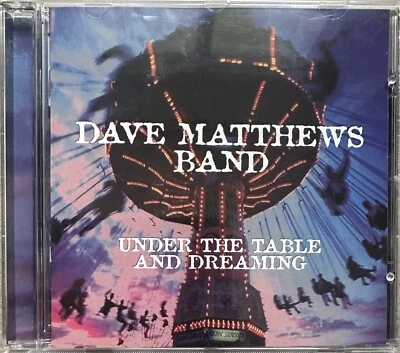 DAVE MATTHEWS
BAND
UNDER THE TABLE
AND DREAMING